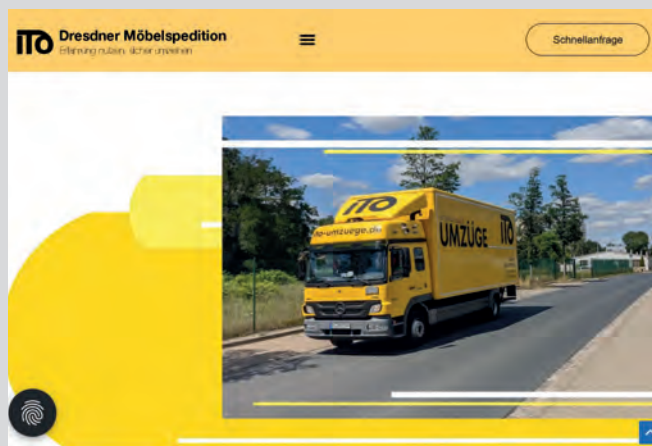 iTO Dresdner Möbelspedition
Erfahrung nutzen, sicher umziehen
Schnellanfrage
iTO
ito-umzuege.de
UMZÜGE iTO